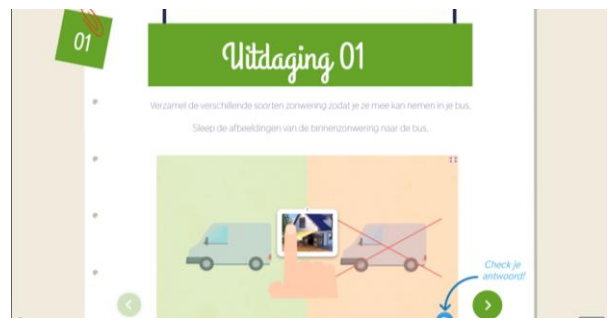 01
Uitdaging 01
Verzamel de verschillende soorten zonwering zodat je ze mee kan nemen in je bus.
Sleep de afbeeldingen van de binnenzonwering naar de bus.
Check je
antwoord!